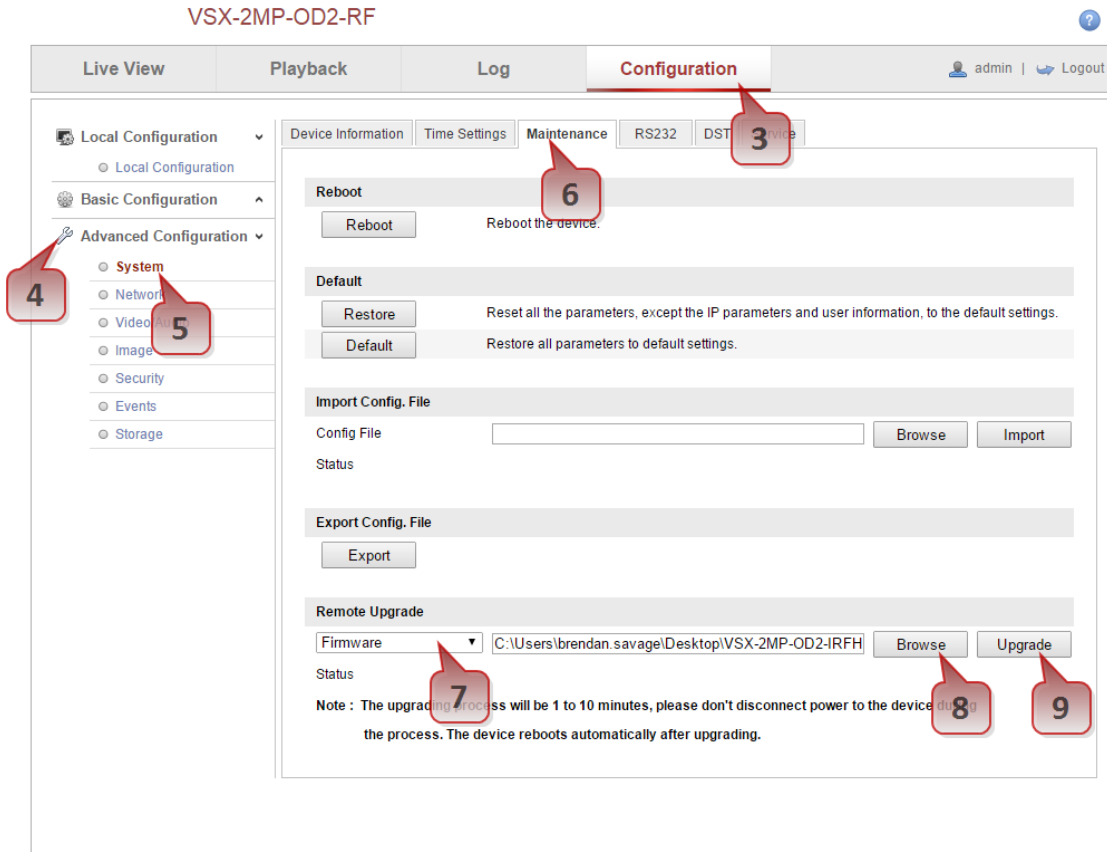 VSX-2MP-OD2-RF
?
Live View Playback Log Configuration admin | Logout
Local Configuration
Local Configuration
Basic Configuration
Advanced Configuration
System
Network
Video/Audio
Image
Security
Events
Storage
Device Information Time Settings Maintenance RS232 DST
3
6
4
5
Reboot
Reboot Reboot the device.
Default
Restore Reset all the parameters, except the IP parameters and user information, to the default settings.
Default Restore all parameters to default settings.
Import Config. File
Config File Browse Import
Status
Export Config. File
Export
Remote Upgrade
Firmware C:\Users\brendan.savage\Desktop\VSX-2MP-OD2-IRFH Browse Upgrade
Status
7
8
9
Note : The upgrading process will be 1 to 10 minutes, please don't disconnect power to the device during
the process. The device reboots automatically after upgrading.